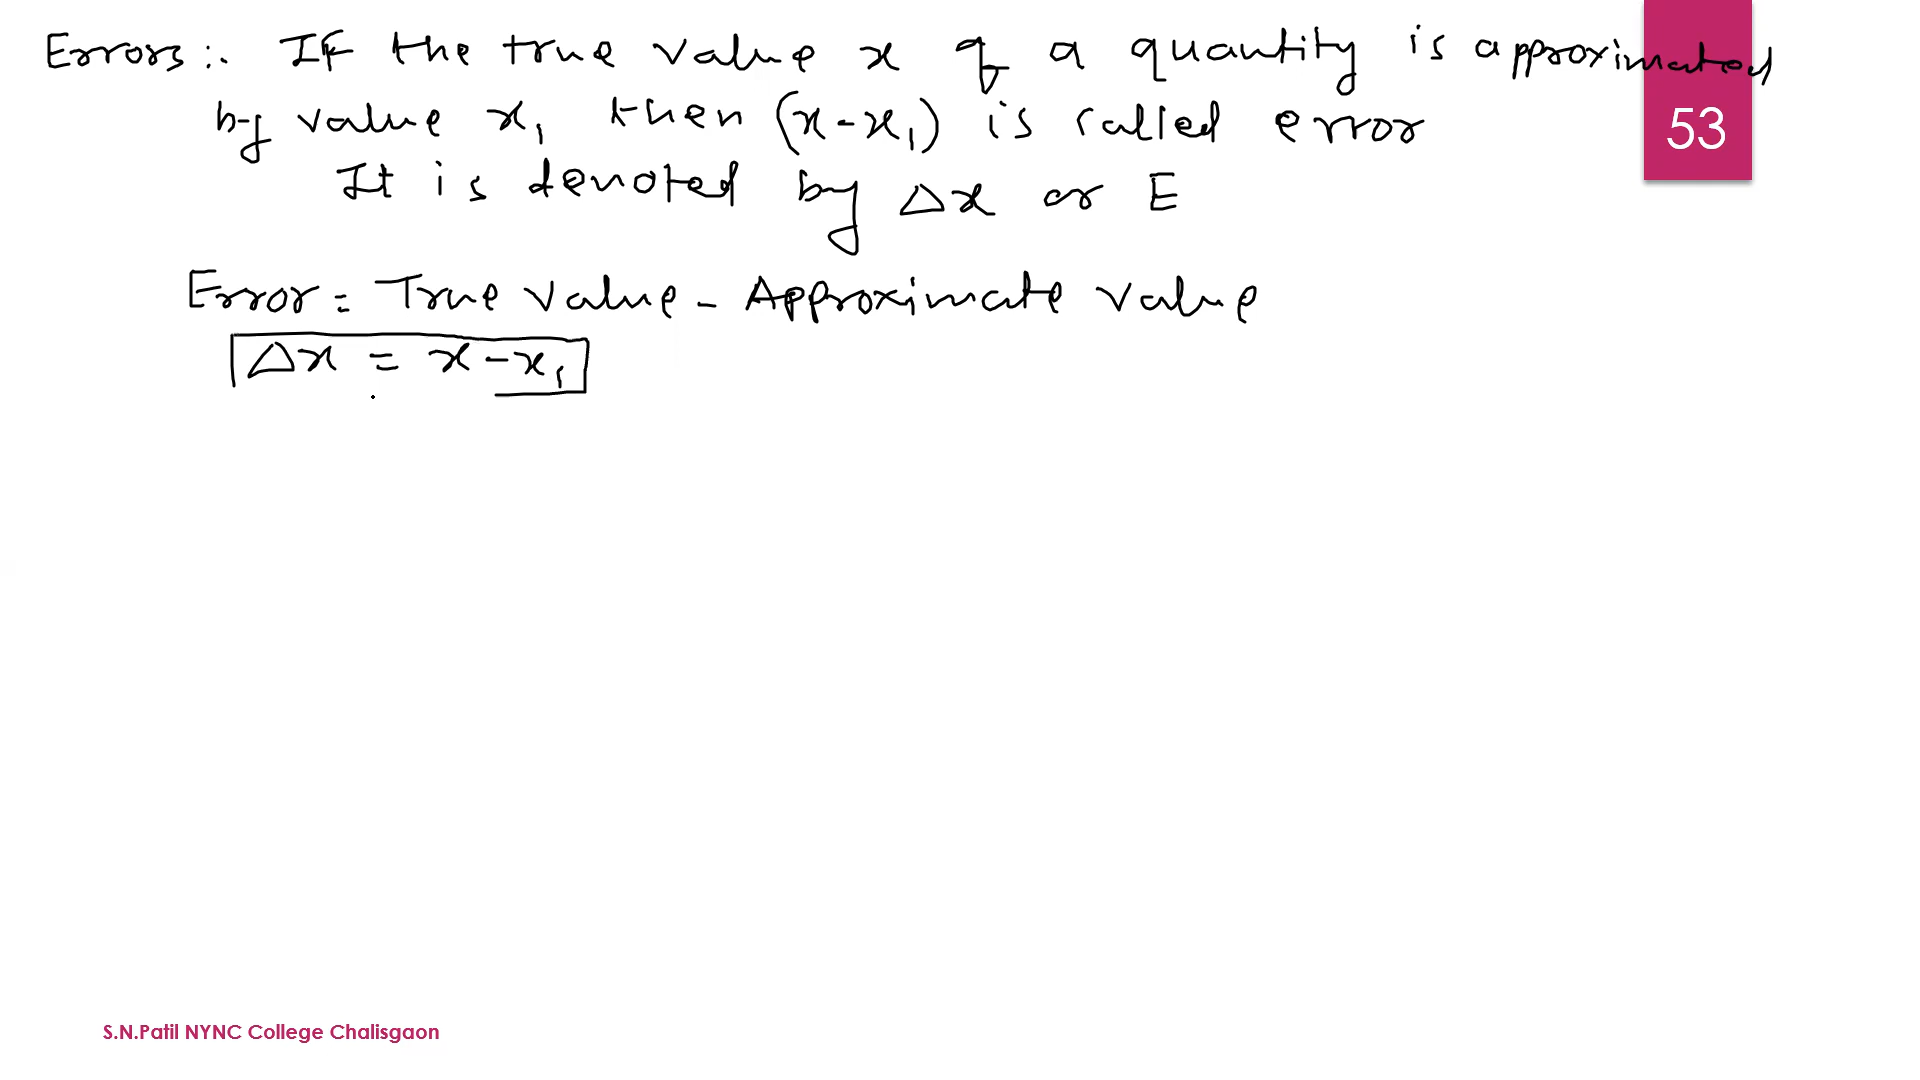 Errors :- If the true value x of a quantity is approximated
by value x₁ then (x-x₁) is called error
It is denoted by Δx or E
Error = True value - Approximate value
Δx = x - x₁
53
S.N.Patil NYNC College Chalisgaon